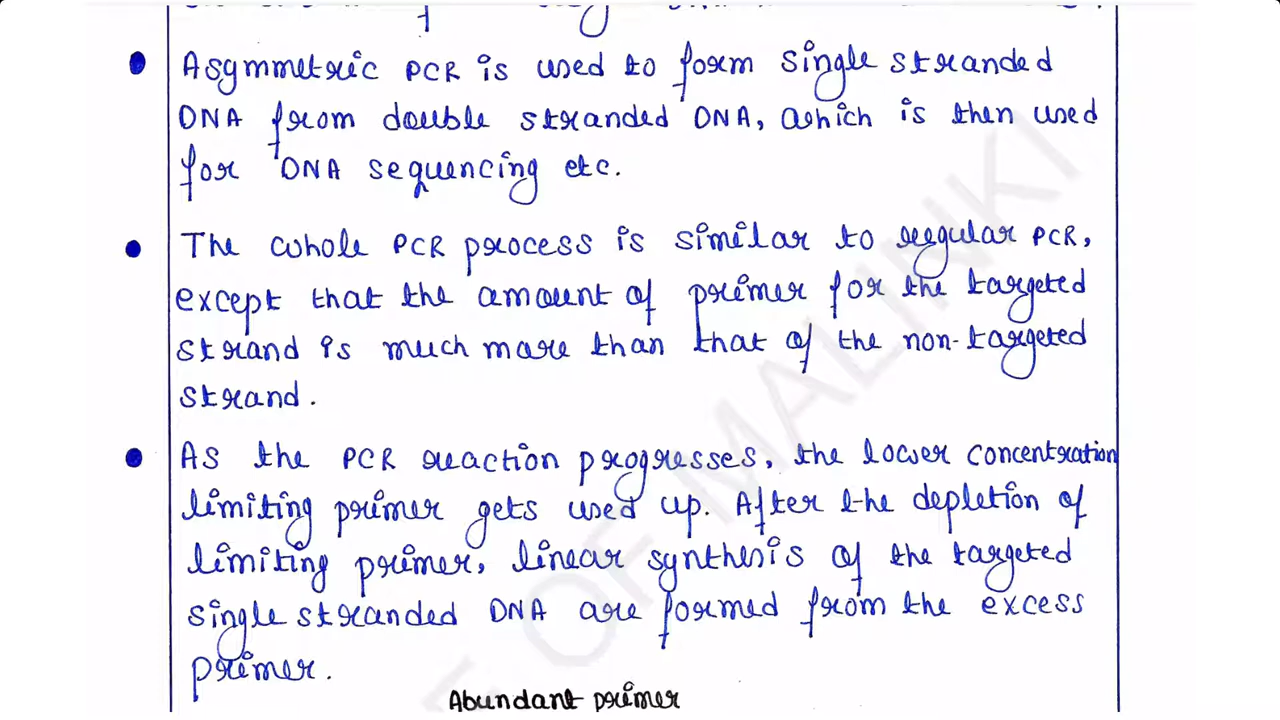 • Asymmetric PCR is used to form single stranded
DNA from double stranded DNA, which is then used
for DNA sequencing etc.
• The whole PCR process is similar to regular PCR,
except that the amount of primer for the targeted
strand is much more than that of the non-targeted
strand.
• As the PCR reaction progresses, the lower concentration
limiting primer gets used up. After the depletion of
limiting primer, linear synthesis of the targeted
single stranded DNA are formed from the excess
primer.
Abundant primer
OF MALINKI